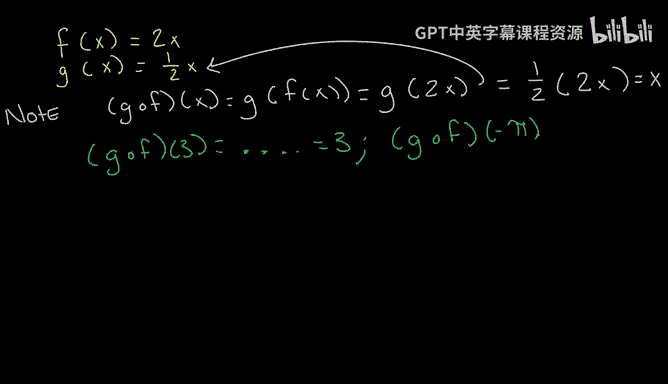 GPT中英字幕课程资源 bilibili
f(x) = 2x
g(x) = 1/2 x
Note (g∘f)(x) = g(f(x)) = g(2x) = 1/2 (2x) = x
(g∘f)(3) = .... = 3; (g∘f)(-π)